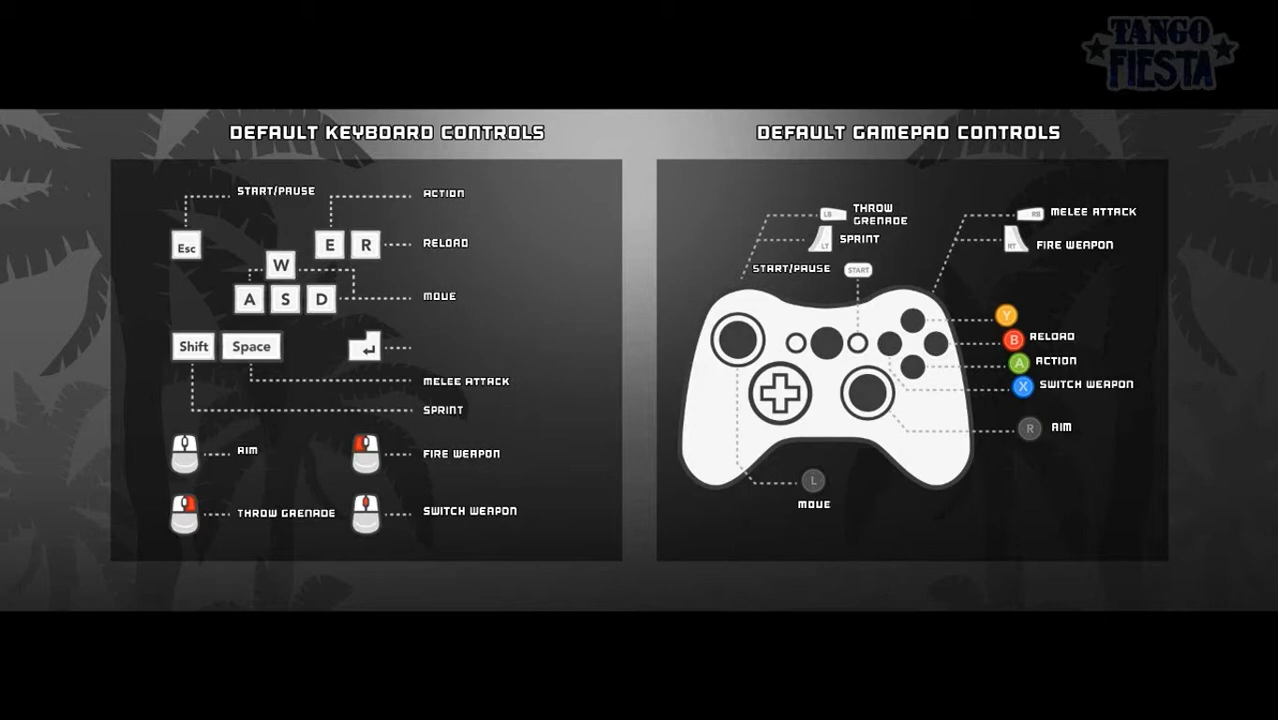 TANGO
FIESTA
DEFAULT KEYBOARD CONTROLS
START/PAUSE
ACTION
Esc
E
R
RELOAD
W
A
S
D
MOVE
Shift
Space
MELEE ATTACK
SPRINT
AIM
FIRE WEAPON
THROW GRENADE
SWITCH WEAPON
DEFAULT GAMEPAD CONTROLS
LB
THROW
GRENADE
LT
SPRINT
START/PAUSE
START
RB
MELEE ATTACK
RT
FIRE WEAPON
Y
B
RELOAD
A
ACTION
X
SWITCH WEAPON
R
AIM
L
MOVE